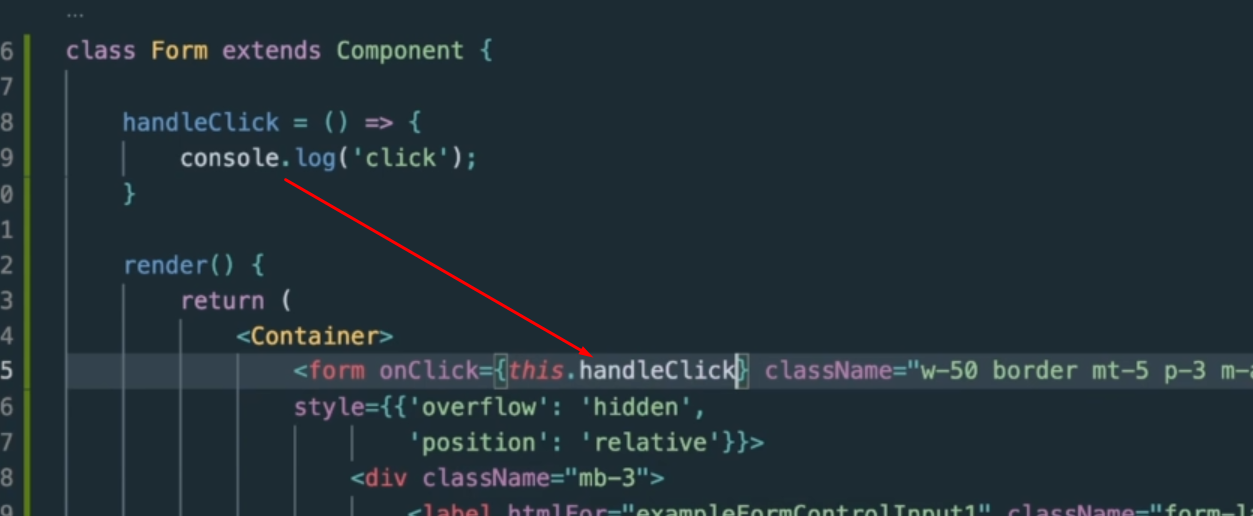 ...
6 class Form extends Component {
7
8 handleClick = () => {
9 console.log('click');
0 }
1
2 render() {
3 return (
4 <Container>
5 <form onClick={this.handleClick} className="w-50 border mt-5 p-3 m-a
6 style={{'overflow': 'hidden',
7 'position': 'relative'}}>
8 <div className="mb-3">
9 <label htmlFor="exampleFormControlInput1" className="form-l